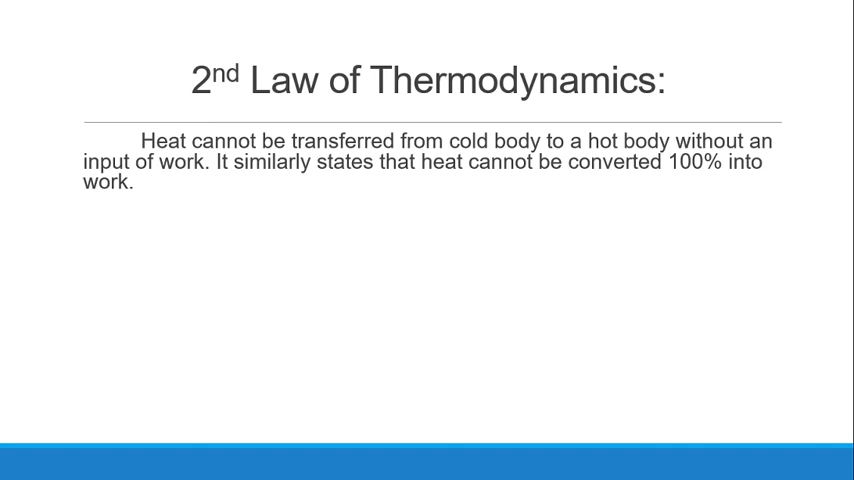 2nd Law of Thermodynamics:
Heat cannot be transferred from cold body to a hot body without an
input of work. It similarly states that heat cannot be converted 100% into
work.